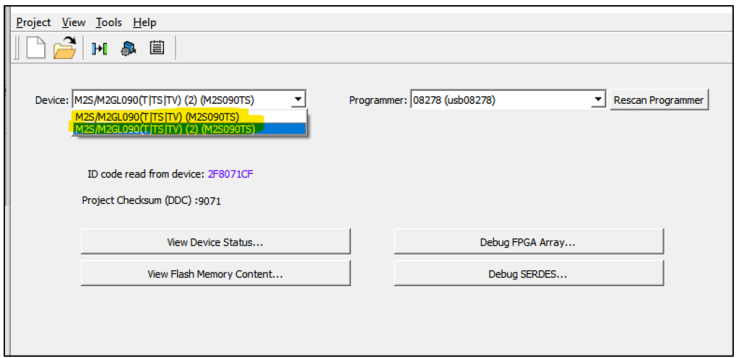 Project View Tools Help
Device: M2S/M2GL090(T|TS|TV) (2) (M2S090TS) Programmer: 08278 (usb08278) Rescan Programmer
M2S/M2GL090(T|TS|TV) (M2S090TS)
M2S/M2GL090(T|TS|TV) (2) (M2S090TS)
ID code read from device: 2F8071CF
Project Checksum (DDC) :9071
View Device Status... Debug FPGA Array...
View Flash Memory Content... Debug SERDES...